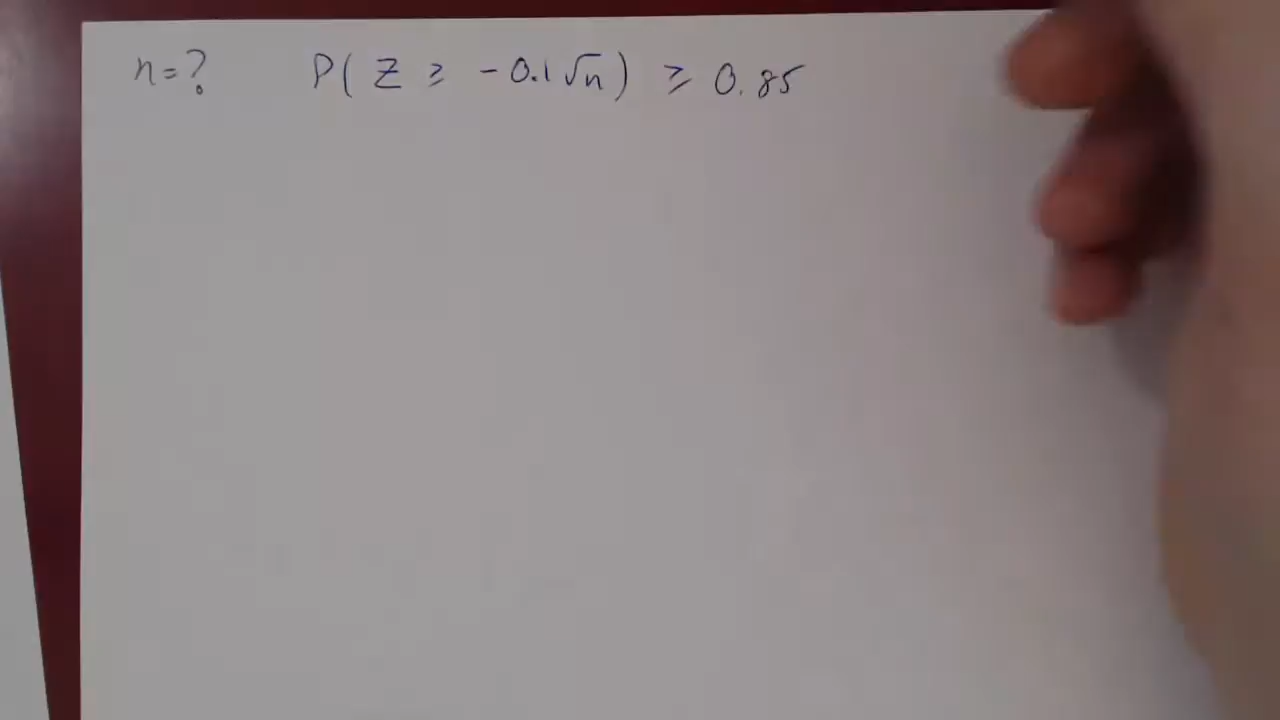 n=? P( Z ≥ -0.1√n ) ≥ 0.85